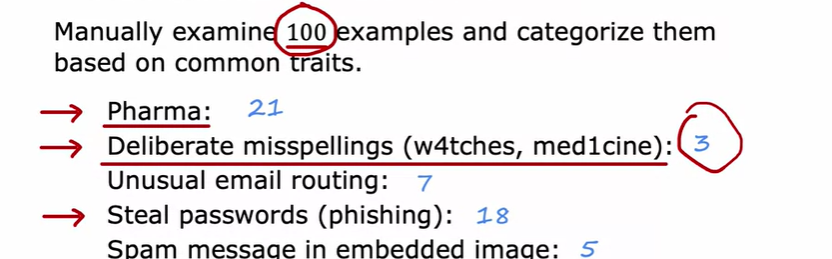 Manually examine 100 examples and categorize them
based on common traits.
Pharma: 21
Deliberate misspellings (w4tches, med1cine): 3
Unusual email routing: 7
Steal passwords (phishing): 18
Spam message in embedded image: 5